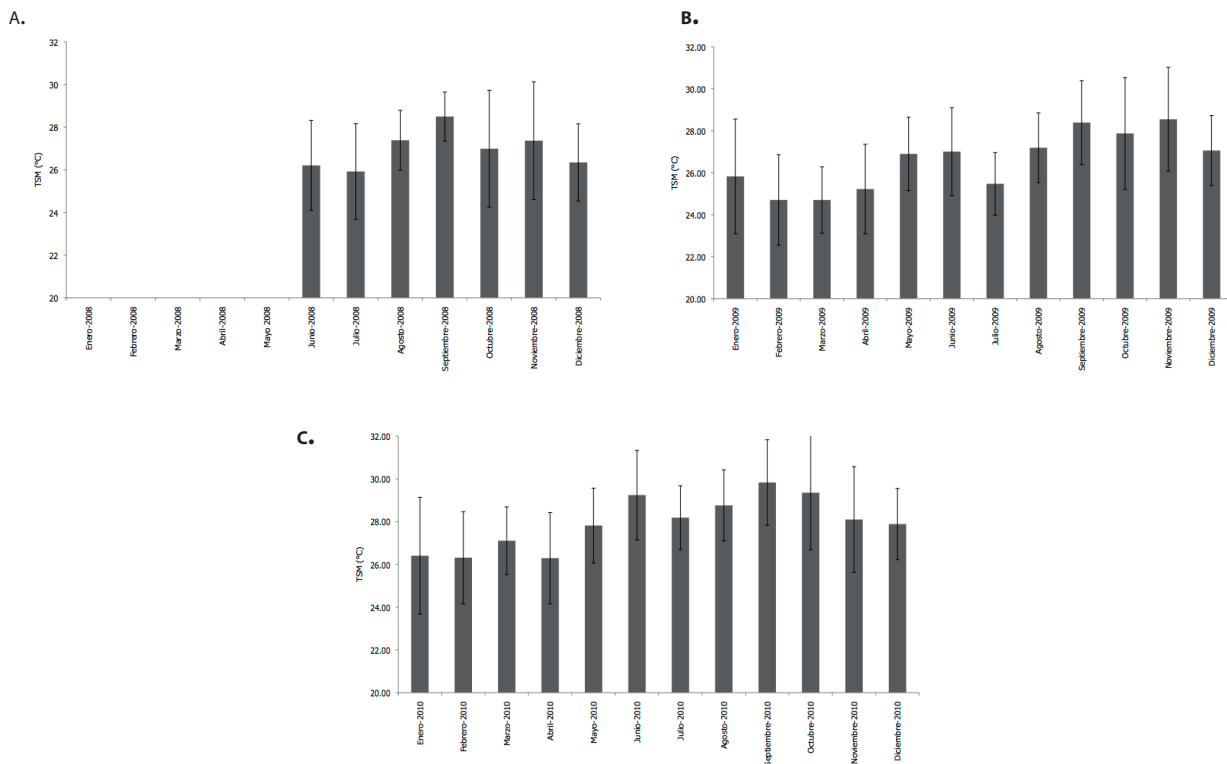 A.
TSM (°C)
32
30
28
26
24
22
20
Enero-2008
Febrero-2008
Marzo-2008
Abril-2008
Mayo 2008
Junio-2008
Julio-2008
Agosto-2008
Septiembre-2008
Octubre-2008
Noviembre-2008
Diciembre-2008
B.
TSM (°C)
32.00
30.00
28.00
26.00
24.00
22.00
20.00
Enero-2009
Febrero-2009
Marzo-2009
Abril-2009
Mayo-2009
Junio-2009
Julio-2009
Agosto-2009
Septiembre-2009
Octubre-2009
Noviembre-2009
Diciembre-2009
C.
TSM (°C)
32.00
30.00
28.00
26.00
24.00
22.00
20.00
Enero-2010
Febrero-2010
Marzo-2010
Abril-2010
Mayo-2010
Junio-2010
Julio-2010
Agosto-2010
Septiembre-2010
Octubre-2010
Noviembre-2010
Diciembre-2010